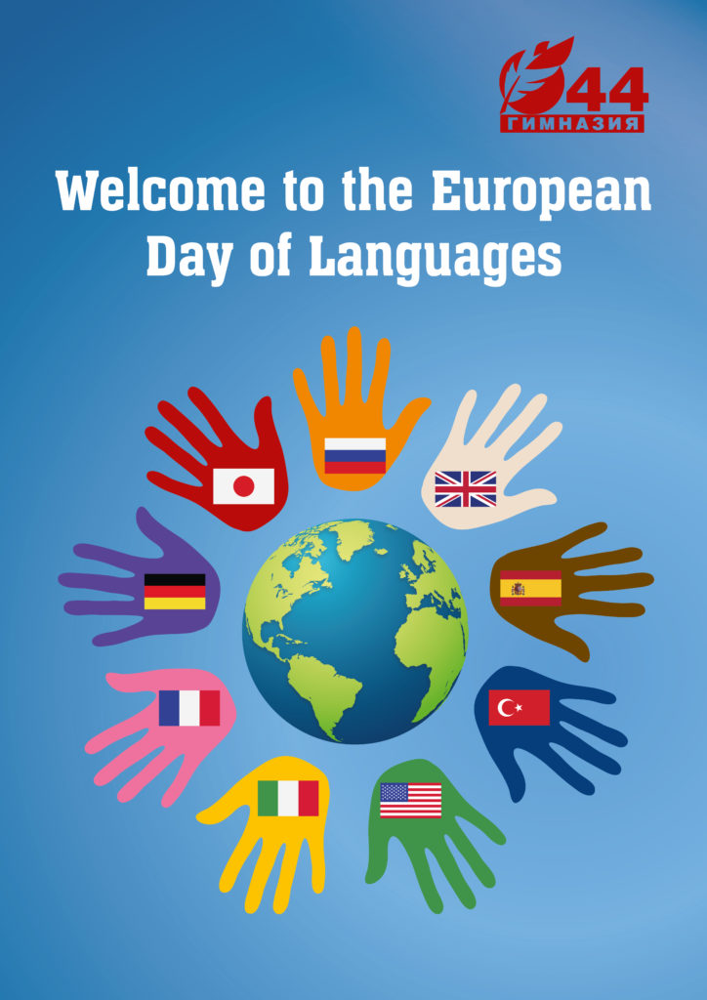 44
ГИМНАЗИЯ
Welcome to the European
Day of Languages